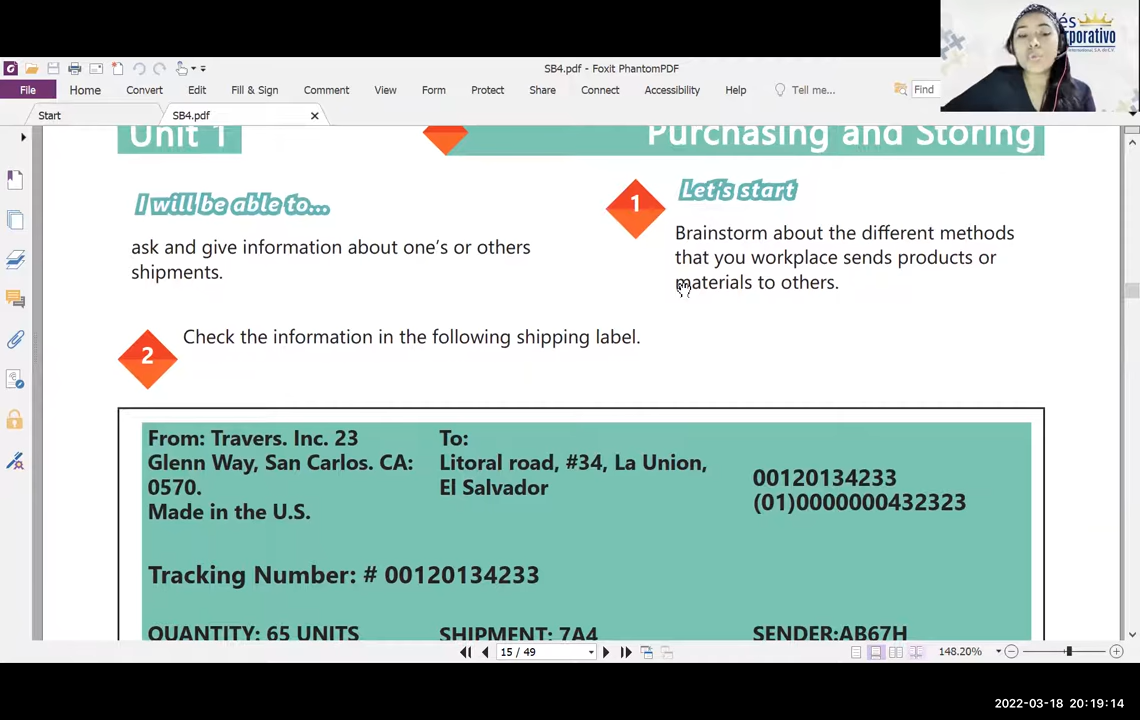 és
orporativo
SB4.pdf - Foxit PhantomPDF
File Home Convert Edit Fill & Sign Comment View Form Protect Share Connect Accessibility Help Tell me... Find
Start SB4.pdf
Unit 1 Purchasing and Storing
I will be able to...
ask and give information about one's or others
shipments.
1 Let's start
Brainstorm about the different methods
that you workplace sends products or
materials to others.
2 Check the information in the following shipping label.
From: Travers. Inc. 23
Glenn Way, San Carlos. CA:
0570.
Made in the U.S.
To:
Litoral road, #34, La Union,
El Salvador
00120134233
(01)0000000432323
Tracking Number: # 00120134233
QUANTITY: 65 UNITS SHIPMENT: 7A4 SENDER:AB67H
15 / 49 148.20%
2022-03-18 20:19:14